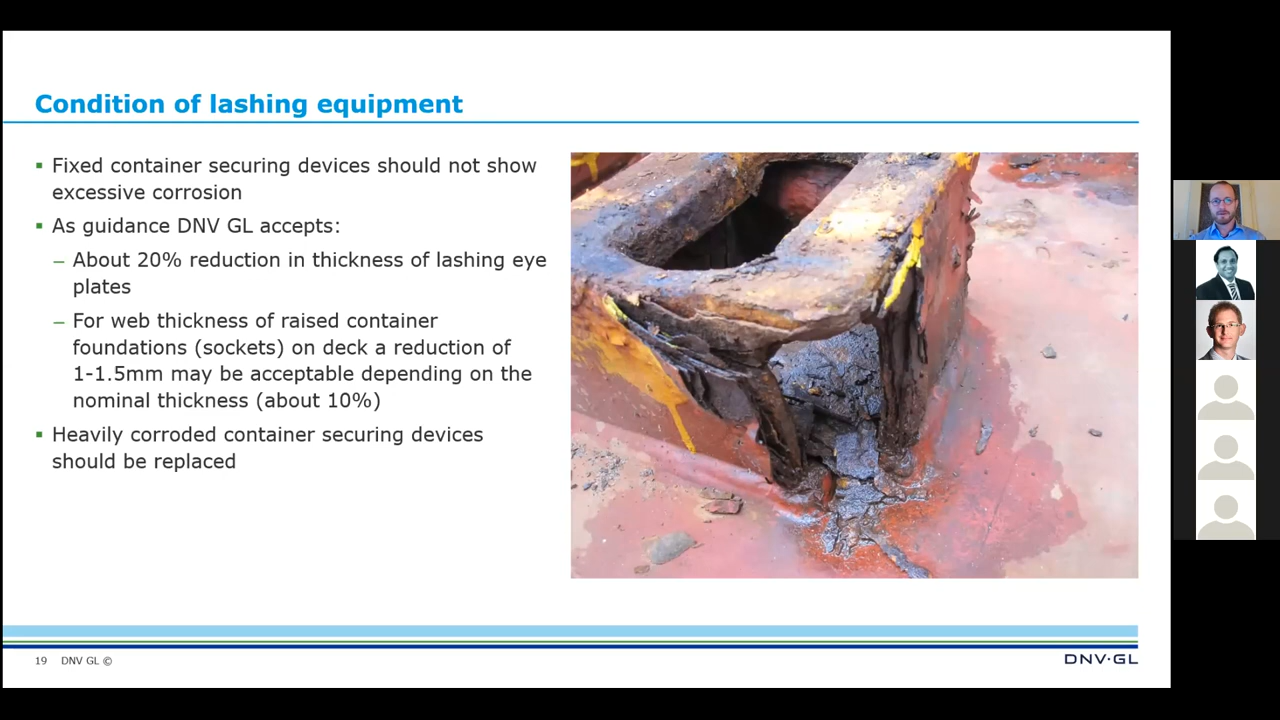 Condition of lashing equipment
Fixed container securing devices should not show
excessive corrosion
As guidance DNV GL accepts:
– About 20% reduction in thickness of lashing eye
plates
– For web thickness of raised container
foundations (sockets) on deck a reduction of
1-1.5mm may be acceptable depending on the
nominal thickness (about 10%)
Heavily corroded container securing devices
should be replaced
19 DNV GL ©
DNV·GL